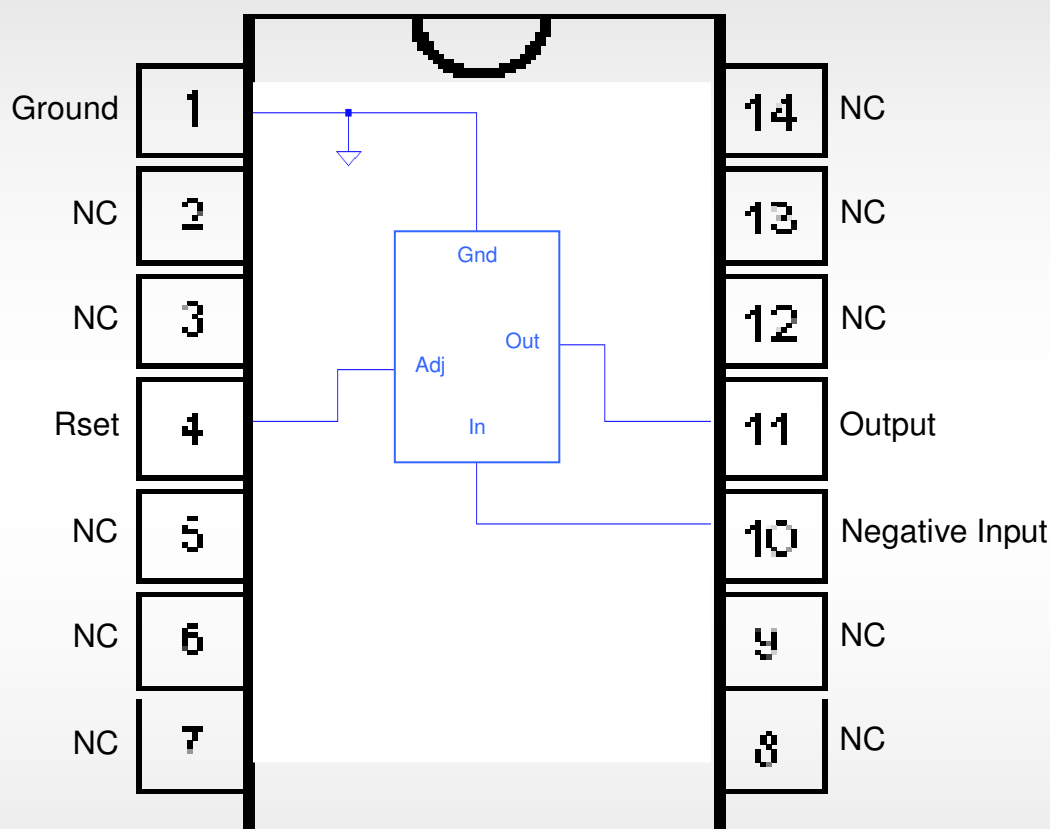 Ground 1 14 NC
NC 2 13 NC
Gnd
NC 3 12 NC
Out
Adj
Rset 4 In 11 Output
NC 5 10 Negative Input
NC 6 9 NC
NC 7 8 NC